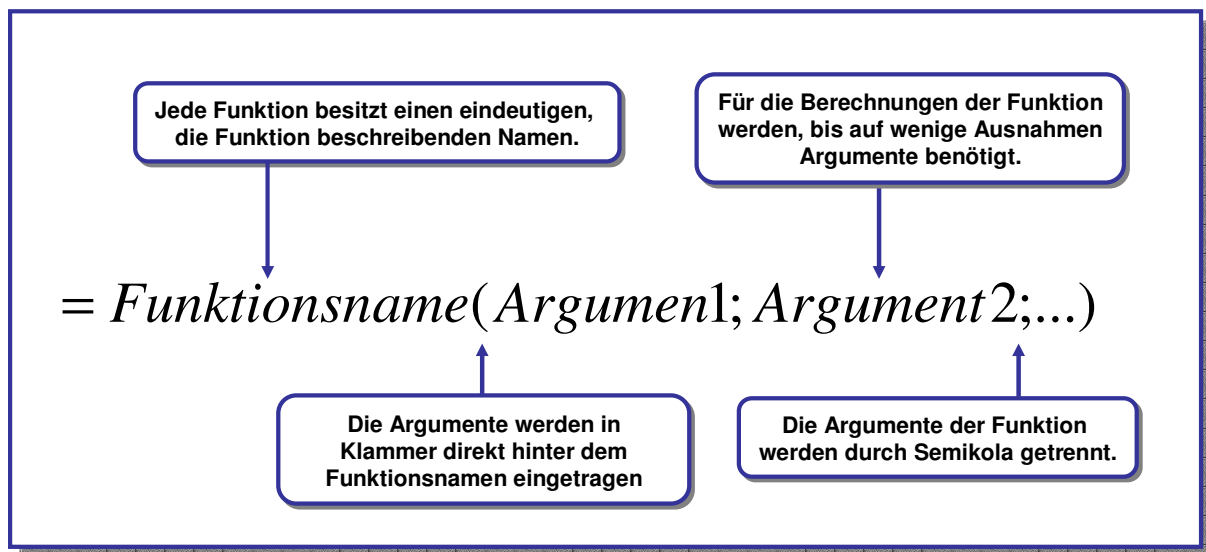 Jede Funktion besitzt einen eindeutigen,
die Funktion beschreibenden Namen.
Für die Berechnungen der Funktion
werden, bis auf wenige Ausnahmen
Argumente benötigt.
= Funktionsname(Argumen1; Argument2;...)
Die Argumente werden in
Klammer direkt hinter dem
Funktionsnamen eingetragen
Die Argumente der Funktion
werden durch Semikola getrennt.